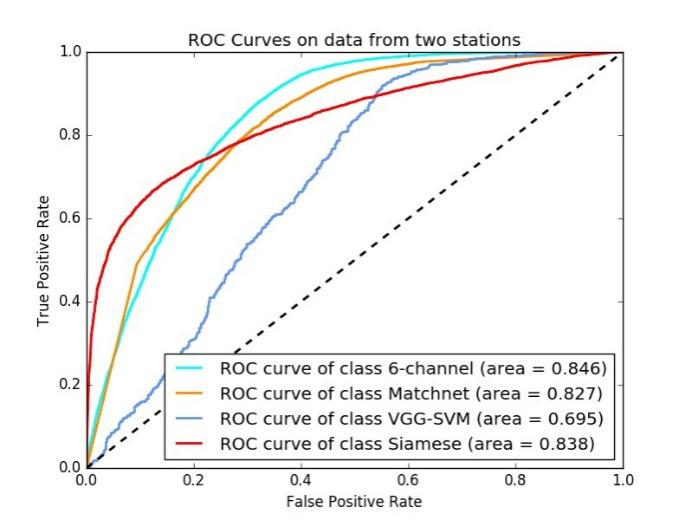 ROC Curves on data from two stations
1.0
0.8
0.6
0.4
0.2
0.0
True Positive Rate
ROC curve of class 6-channel (area = 0.846)
ROC curve of class Matchnet (area = 0.827)
ROC curve of class VGG-SVM (area = 0.695)
ROC curve of class Siamese (area = 0.838)
0.0 0.2 0.4 0.6 0.8 1.0
False Positive Rate